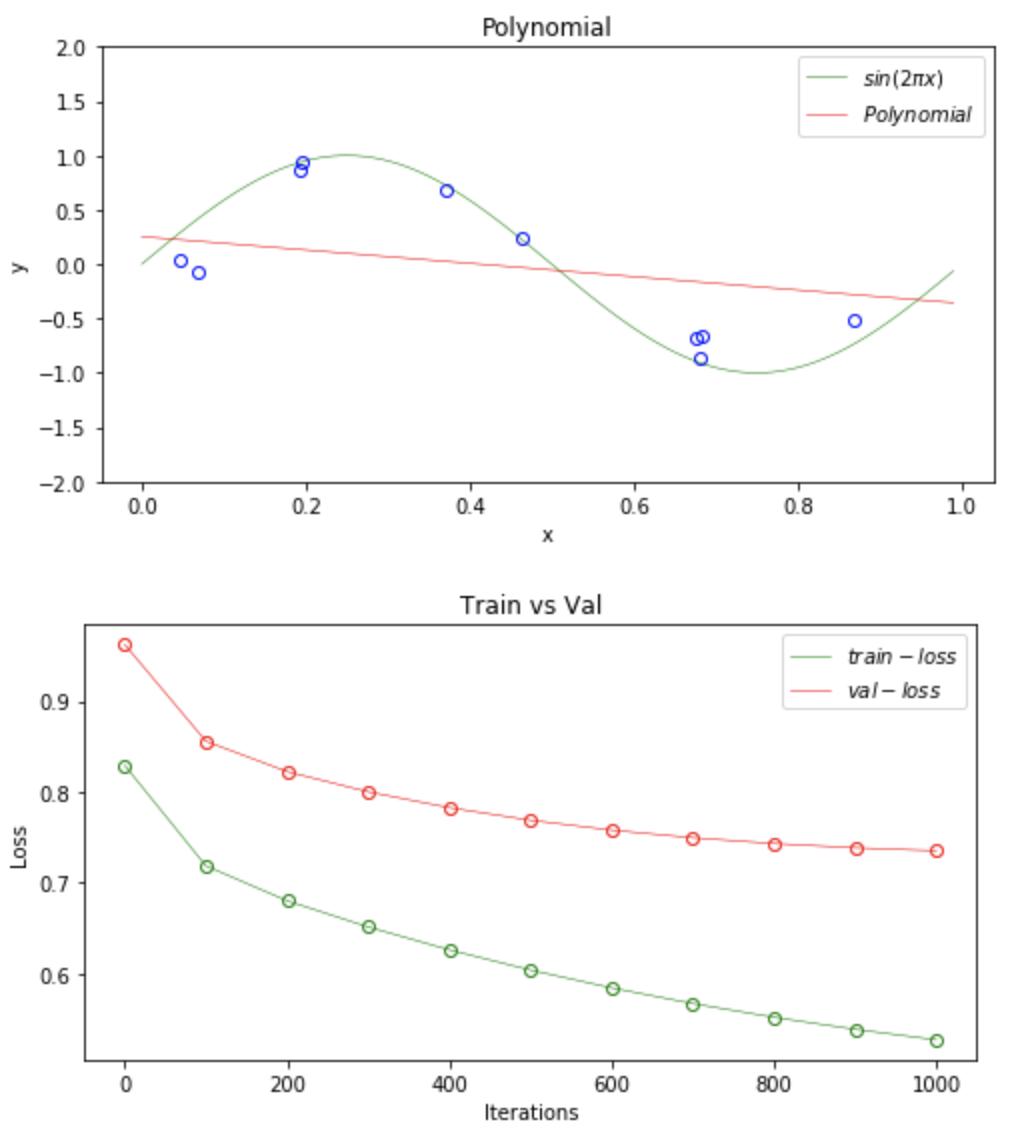 Polynomial
2.0
1.5
1.0
0.5
0.0
−0.5
−1.0
−1.5
−2.0
y
sin(2πx)
Polynomial
0.0 0.2 0.4 0.6 0.8 1.0
x
Train vs Val
0.9
0.8
0.7
0.6
Loss
train − loss
val − loss
0 200 400 600 800 1000
Iterations